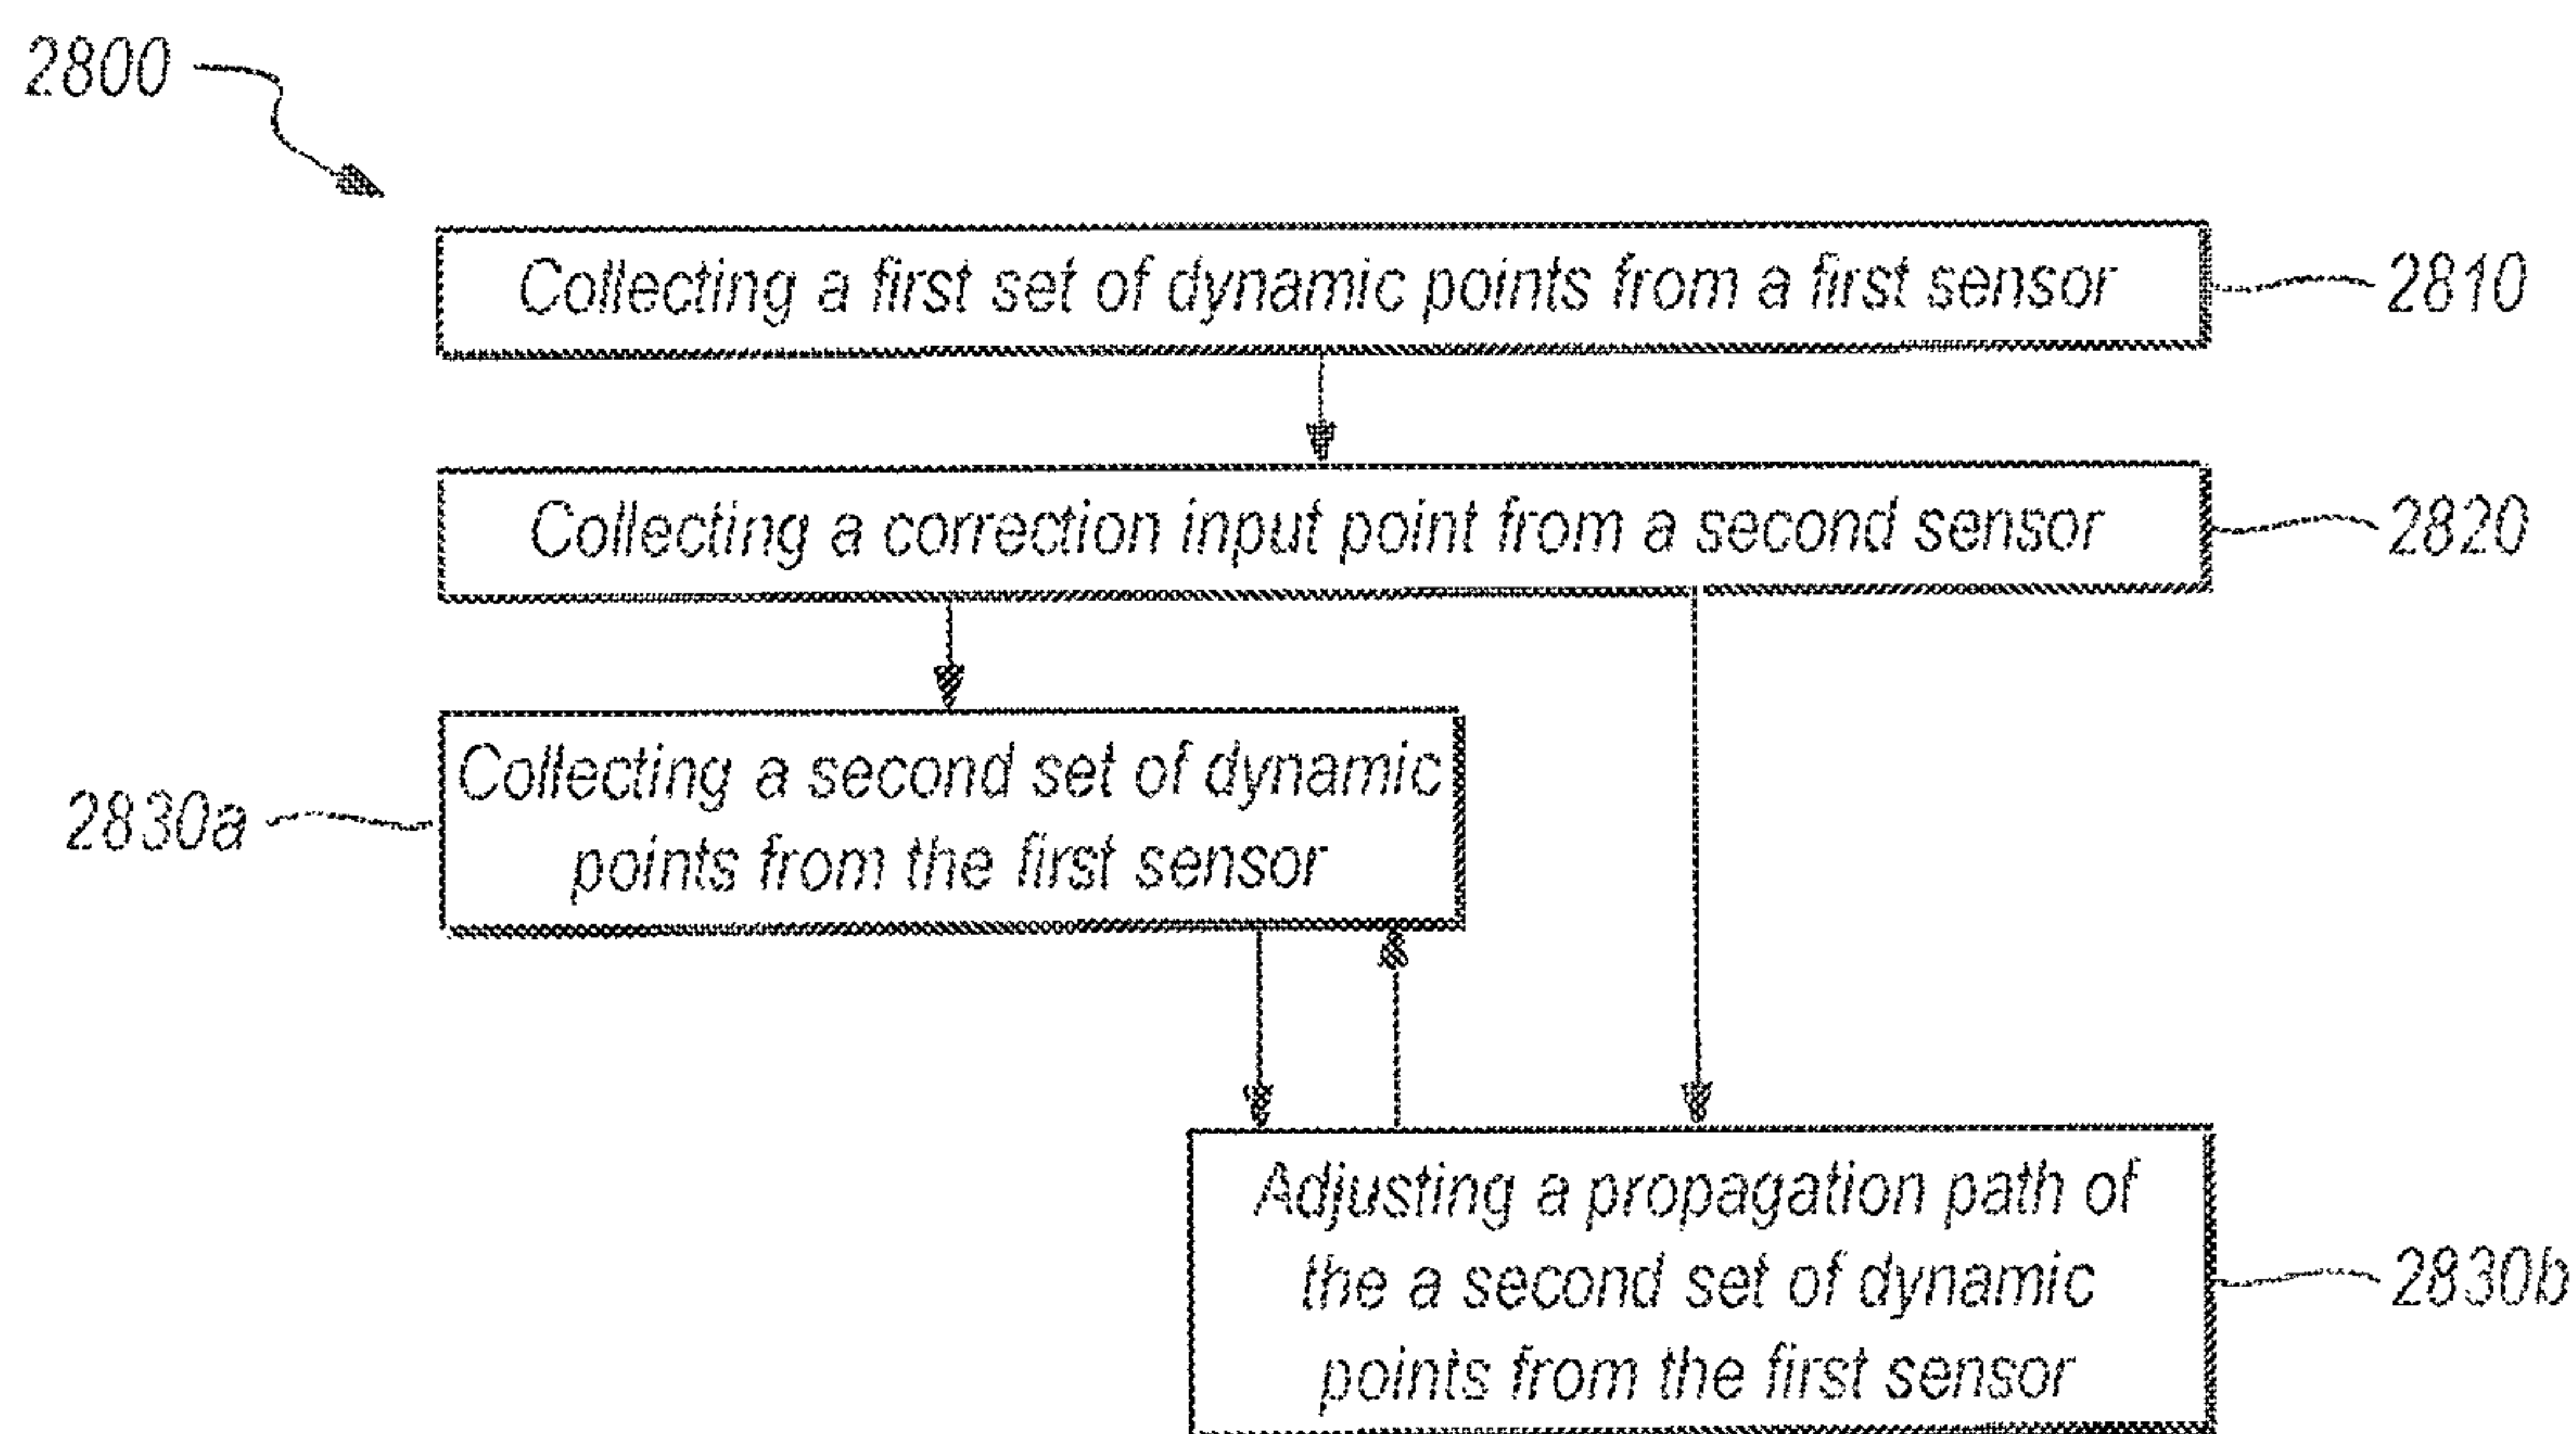 2800
Collecting a first set of dynamic points from a first sensor
2810
Collecting a correction input point from a second sensor
2820
Collecting a second set of dynamic
points from the first sensor
2830a
Adjusting a propagation path of
the a second set of dynamic
points from the first sensor
2830b